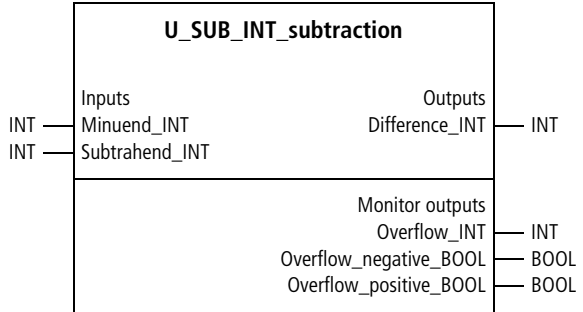 U_SUB_INT_subtraction
Inputs Outputs
INT Minuend_INT Difference_INT INT
INT Subtrahend_INT
Monitor outputs
Overflow_INT INT
Overflow_negative_BOOL BOOL
Overflow_positive_BOOL BOOL